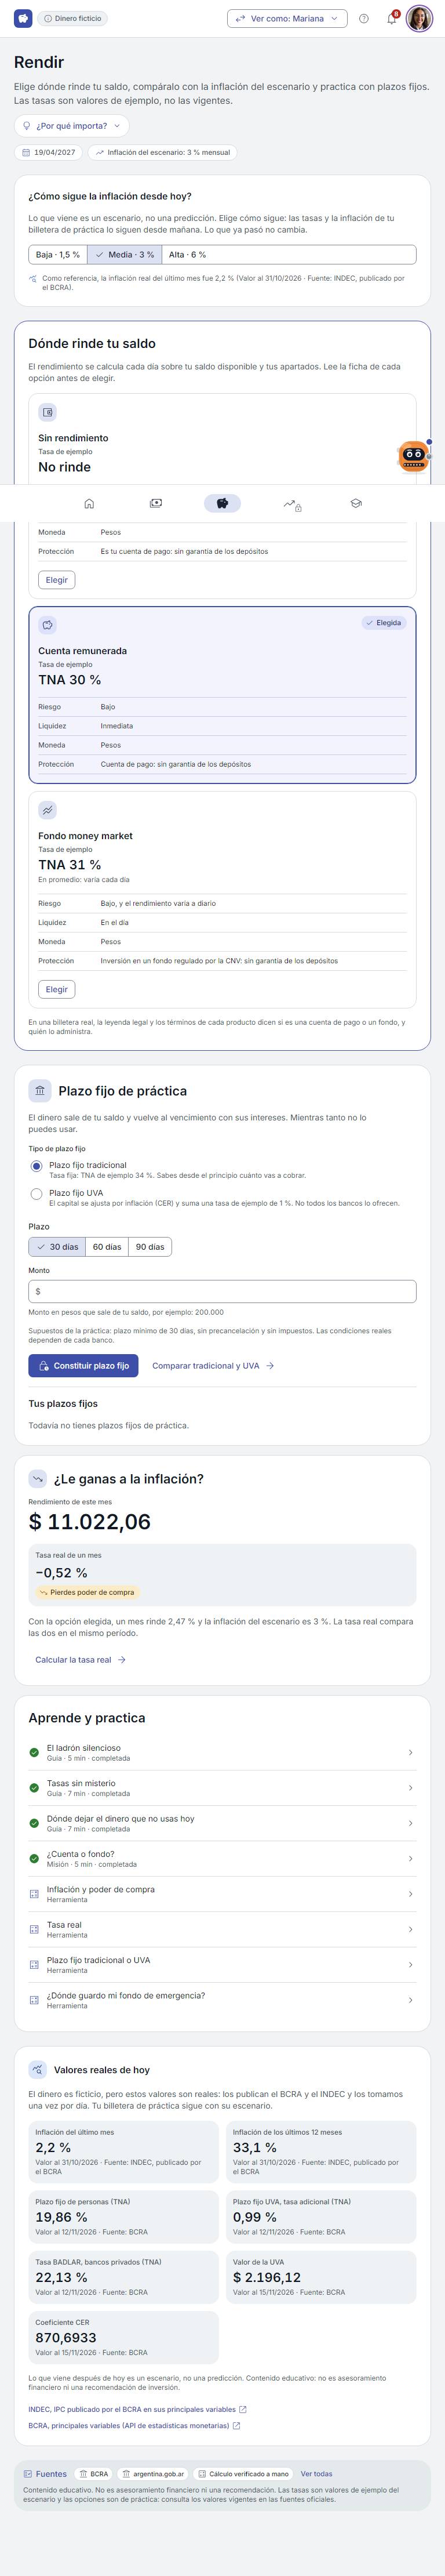 Dinero ficticio
Ver como: Mariana
8
Rendir
Elige dónde rinde tu saldo, compáralo con la inflación del escenario y practica con plazos fijos.
Las tasas son valores de ejemplo, no las vigentes.
¿Por qué importa?
19/04/2027
Inflación del escenario: 3 % mensual
¿Cómo sigue la inflación desde hoy?
Lo que viene es un escenario, no una predicción. Elige cómo sigue: las tasas y la inflación de tu
billetera de práctica lo siguen desde mañana. Lo que ya pasó no cambia.
Baja · 1,5 %
Media · 3 %
Alta · 6 %
Como referencia, la inflación real del último mes fue 2,2 % (Valor al 31/10/2026 · Fuente: INDEC, publicado por
el BCRA).
Dónde rinde tu saldo
El rendimiento se calcula cada día sobre tu saldo disponible y tus apartados. Lee la ficha de cada
opción antes de elegir.
Sin rendimiento
Tasa de ejemplo
No rinde
Moneda Pesos
Protección Es tu cuenta de pago: sin garantía de los depósitos
Elegir
Elegida
Cuenta remunerada
Tasa de ejemplo
TNA 30 %
Riesgo Bajo
Liquidez Inmediata
Moneda Pesos
Protección Cuenta de pago: sin garantía de los depósitos
Fondo money market
Tasa de ejemplo
TNA 31 %
En promedio: varía cada día
Riesgo Bajo, y el rendimiento varía a diario
Liquidez En el día
Moneda Pesos
Protección Inversión en un fondo regulado por la CNV: sin garantía de los depósitos
Elegir
En una billetera real, la leyenda legal y los términos de cada producto dicen si es una cuenta de pago o un fondo, y
quién lo administra.
Plazo fijo de práctica
El dinero sale de tu saldo y vuelve al vencimiento con sus intereses. Mientras tanto no lo
puedes usar.
Tipo de plazo fijo
Plazo fijo tradicional
Tasa fija: TNA de ejemplo 34 %. Sabes desde el principio cuánto vas a cobrar.
Plazo fijo UVA
El capital se ajusta por inflación (CER) y suma una tasa de ejemplo de 1 %. No todos los bancos lo ofrecen.
Plazo
30 días
60 días
90 días
Monto
$
Monto en pesos que sale de tu saldo, por ejemplo: 200.000
Supuestos de la práctica: plazo mínimo de 30 días, sin precancelación y sin impuestos. Las condiciones reales
dependen de cada banco.
Constituir plazo fijo
Comparar tradicional y UVA
Tus plazos fijos
Todavía no tienes plazos fijos de práctica.
¿Le ganas a la inflación?
Rendimiento de este mes
$ 11.022,06
Tasa real de un mes
−0,52 %
Pierdes poder de compra
Con la opción elegida, un mes rinde 2,47 % y la inflación del escenario es 3 %. La tasa real compara
las dos en el mismo período.
Calcular la tasa real
Aprende y practica
El ladrón silencioso
Guía · 5 min · completada
Tasas sin misterio
Guía · 7 min · completada
Dónde dejar el dinero que no usas hoy
Guía · 7 min · completada
¿Cuenta o fondo?
Misión · 5 min · completada
Inflación y poder de compra
Herramienta
Tasa real
Herramienta
Plazo fijo tradicional o UVA
Herramienta
¿Dónde guardo mi fondo de emergencia?
Herramienta
Valores reales de hoy
El dinero es ficticio, pero estos valores son reales: los publican el BCRA y el INDEC y los tomamos
una vez por día. Tu billetera de práctica sigue con su escenario.
Inflación del último mes
2,2 %
Valor al 31/10/2026 · Fuente: INDEC, publicado por
el BCRA
Inflación de los últimos 12 meses
33,1 %
Valor al 31/10/2026 · Fuente: INDEC, publicado por
el BCRA
Plazo fijo de personas (TNA)
19,86 %
Valor al 12/11/2026 · Fuente: BCRA
Plazo fijo UVA, tasa adicional (TNA)
0,99 %
Valor al 12/11/2026 · Fuente: BCRA
Tasa BADLAR, bancos privados (TNA)
22,13 %
Valor al 12/11/2026 · Fuente: BCRA
Valor de la UVA
$ 2.196,12
Valor al 15/11/2026 · Fuente: BCRA
Coeficiente CER
870,6933
Valor al 15/11/2026 · Fuente: BCRA
Lo que viene después de hoy es un escenario, no una predicción. Contenido educativo: no es asesoramiento
financiero ni una recomendación de inversión.
INDEC, IPC publicado por el BCRA en sus principales variables
BCRA, principales variables (API de estadísticas monetarias)
Fuentes
BCRA
argentina.gob.ar
Cálculo verificado a mano
Ver todas
Contenido educativo. No es asesoramiento financiero ni una recomendación. Las tasas son valores de ejemplo del
escenario y las opciones son de práctica: consulta los valores vigentes en las fuentes oficiales.